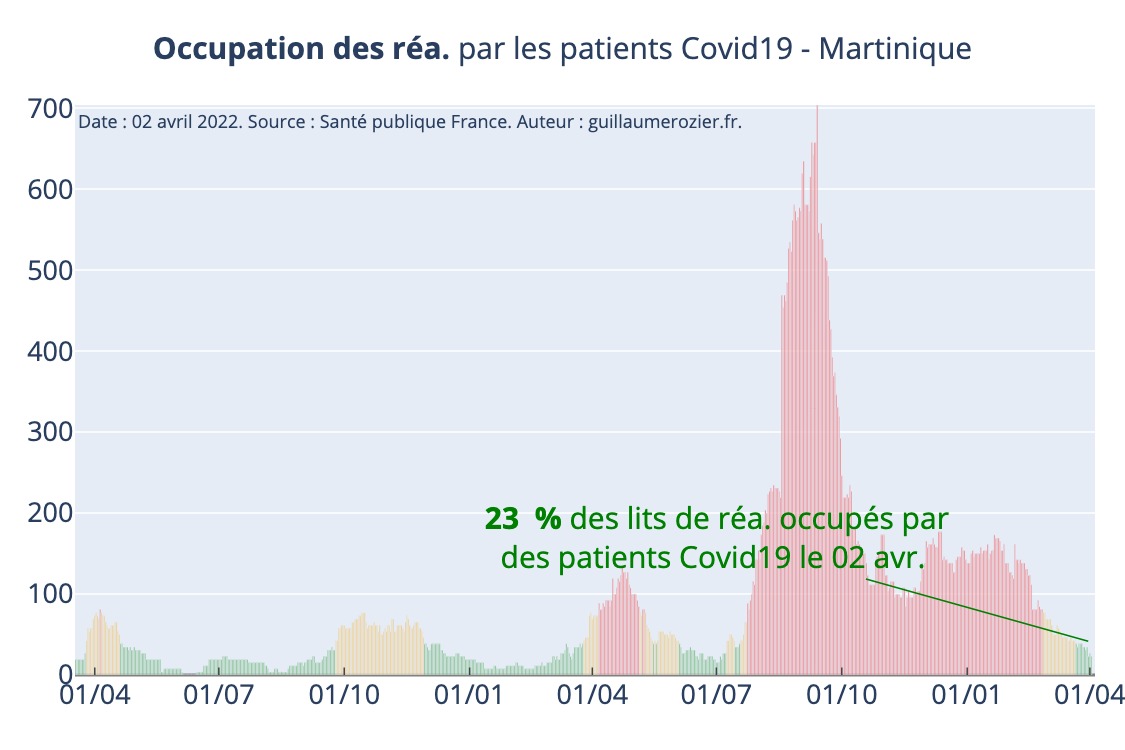 Occupation des réa. par les patients Covid19 - Martinique
700
Date : 02 avril 2022. Source : Santé publique France. Auteur : guillaumerozier.fr.
600
500
400
300
200
23 % des lits de réa. occupés par
des patients Covid19 le 02 avr.
100
0
01/04 01/07 01/10 01/01 01/04 01/07 01/10 01/01 01/04